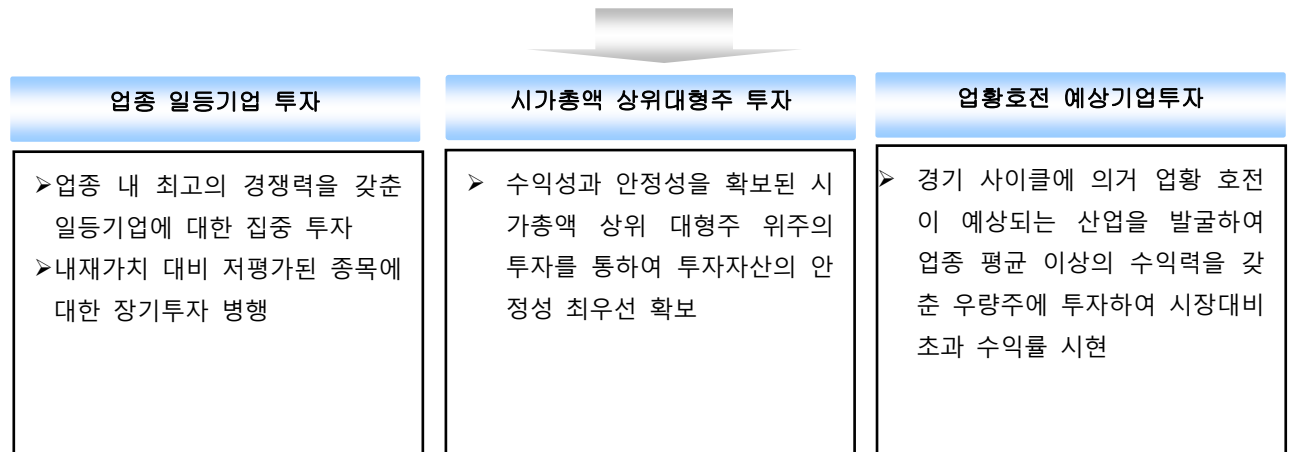 업종 일등기업 투자
➢업종 내 최고의 경쟁력을 갖춘
일등기업에 대한 집중 투자
➢내재가치 대비 저평가된 종목에
대한 장기투자 병행
시가총액 상위대형주 투자
➢ 수익성과 안정성을 확보된 시
가총액 상위 대형주 위주의
투자를 통하여 투자자산의 안
정성 최우선 확보
업황호전 예상기업투자
➢ 경기 사이클에 의거 업황 호전
이 예상되는 산업을 발굴하여
업종 평균 이상의 수익력을 갖
춘 우량주에 투자하여 시장대비
초과 수익률 시현